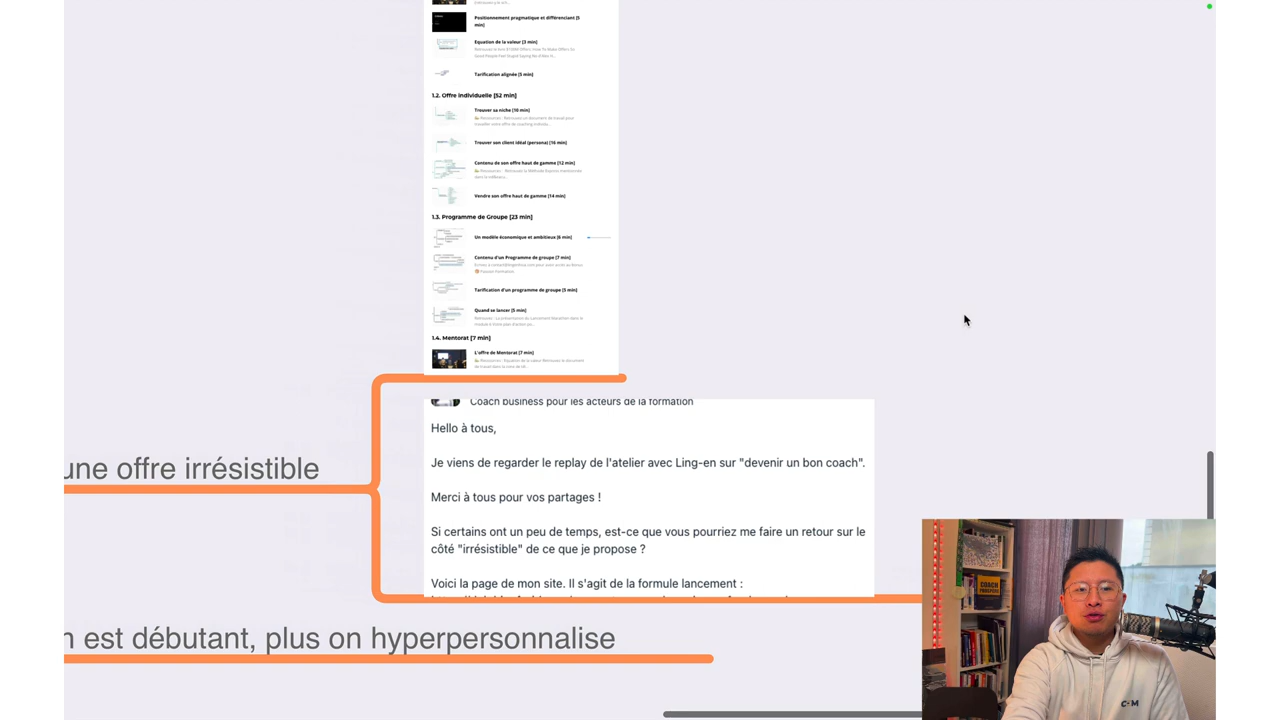 Positionnement pragmatique et différenciant [5
min]
Equation de la valeur [3 min]
Tarification alignée [5 min]
1.2. Offre individuelle [52 min]
Trouver sa niche [10 min]
Trouver son client idéal (persona) [16 min]
Contenu de son offre haut de gamme [12 min]
Vendre son offre haut de gamme [14 min]
1.3. Programme de Groupe [23 min]
Un modèle économique et ambitieux [6 min]
Contenu d'un Programme de groupe [7 min]
Tarification d'un programme de groupe [5 min]
Quand se lancer [5 min]
1.4. Mentorat [7 min]
L'offre de Mentorat [7 min]
Coach business pour les acteurs de la formation
Hello à tous,
Je viens de regarder le replay de l'atelier avec Ling-en sur "devenir un bon coach".
Merci à tous pour vos partages !
Si certains ont un peu de temps, est-ce que vous pourriez me faire un retour sur le
côté "irrésistible" de ce que je propose ?
Voici la page de mon site. Il s'agit de la formule lancement :
une offre irrésistible
n est débutant, plus on hyperpersonnalise
COACH
C-M